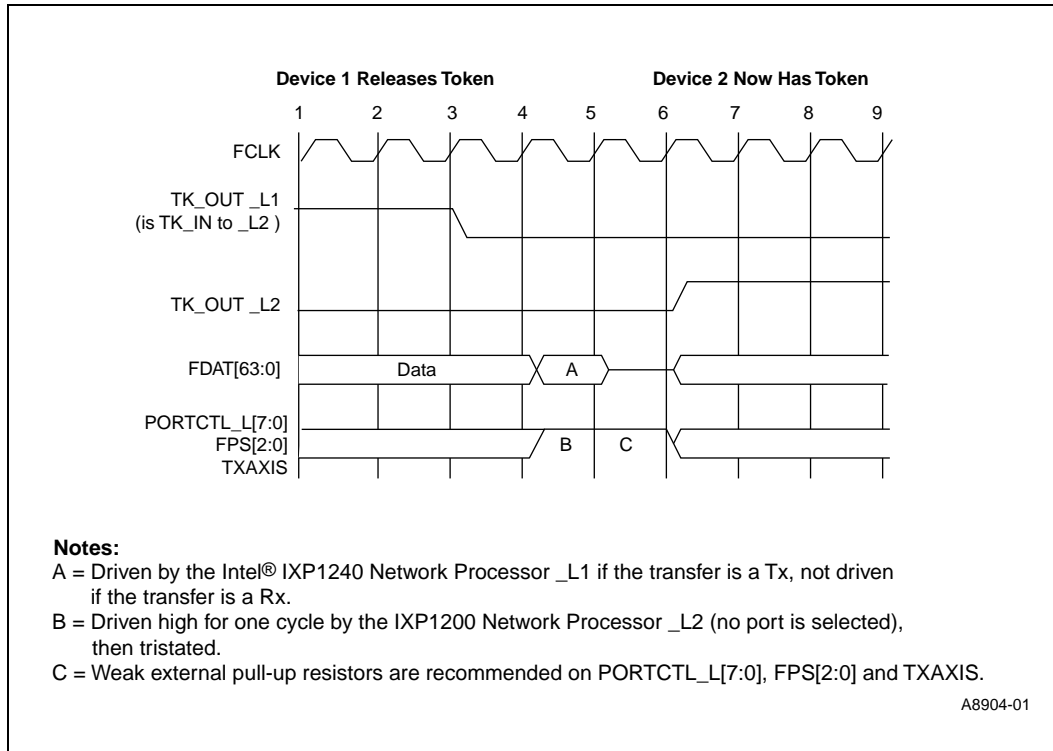 Device 1 Releases Token
Device 2 Now Has Token
1 2 3 4 5 6 7 8 9
FCLK
TK_OUT _L1
(is TK_IN to _L2 )
TK_OUT _L2
FDAT[63:0]
Data
A
PORTCTL_L[7:0]
FPS[2:0]
TXAXIS
B
C
Notes:
A = Driven by the Intel® IXP1240 Network Processor _L1 if the transfer is a Tx, not driven
if the transfer is a Rx.
B = Driven high for one cycle by the IXP1200 Network Processor _L2 (no port is selected),
then tristated.
C = Weak external pull-up resistors are recommended on PORTCTL_L[7:0], FPS[2:0] and TXAXIS.
A8904-01